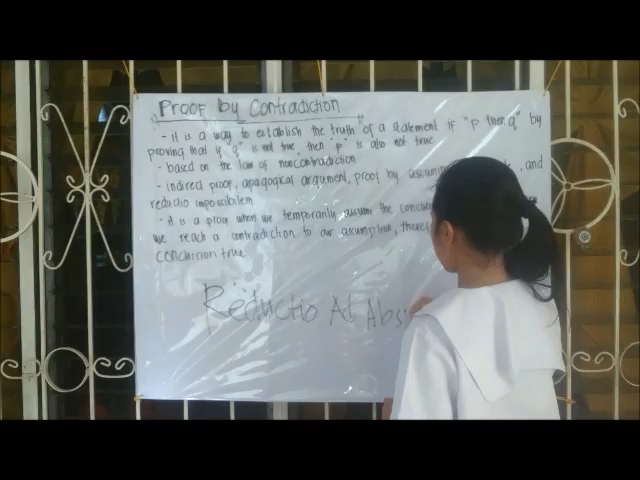 Proof by Contradiction
- it is a way to establish the truth of a statement if "p then q" by
proving that if "q" is not true, then "p" is also not true.
- based on the law of noncontradiction
- indirect proof, apagogical argument, proof by assuming , and
reductio impossibilem
- it is a proof when we temporarily assume the
we reach a contradiction to our assumption,
conclusion true
Reductio Ad Abs